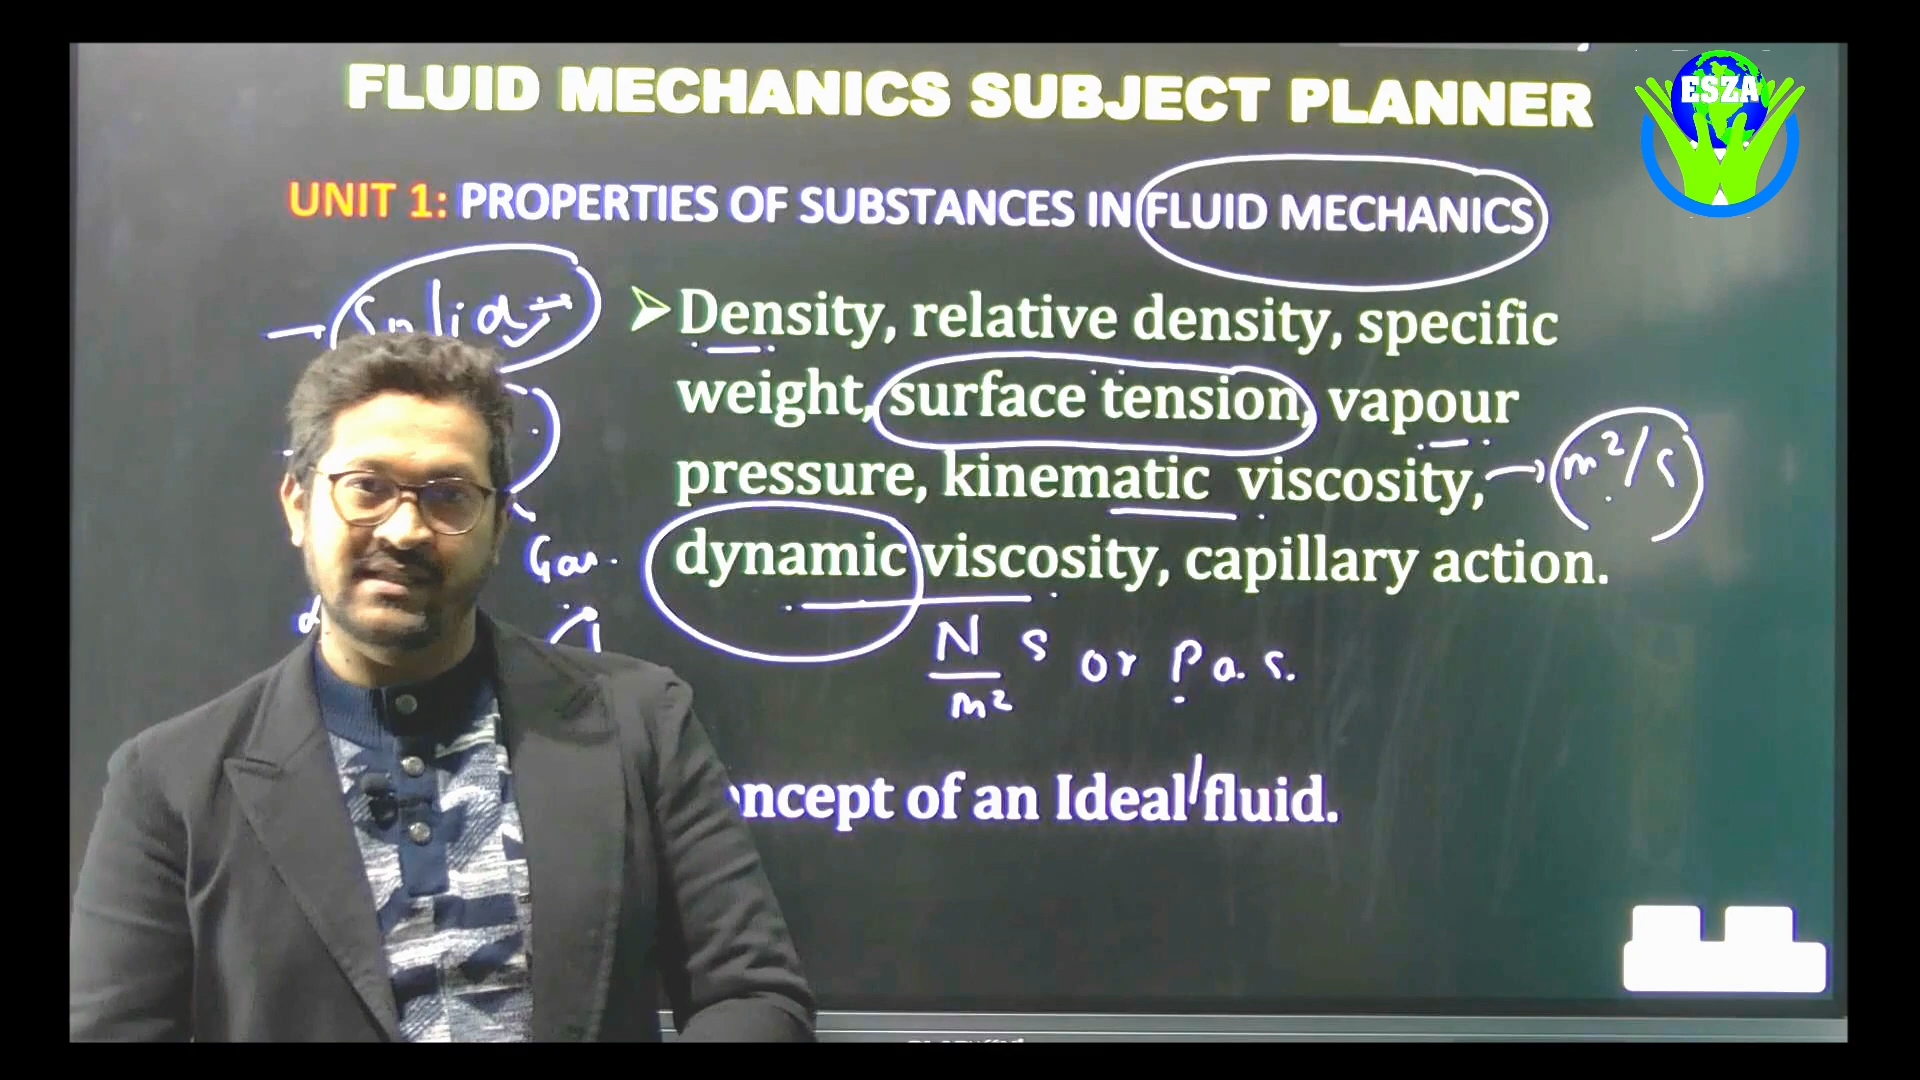 FLUID MECHANICS SUBJECT PLANNER
ESZA
UNIT 1: PROPERTIES OF SUBSTANCES IN FLUID MECHANICS
→ Solid
➢ Density, relative density, specific
weight, surface tension, vapour
pressure, kinematic viscosity, → m²/s
dynamic viscosity, capillary action.
N/m² s or Pa. s.
ncept of an Ideal/fluid.